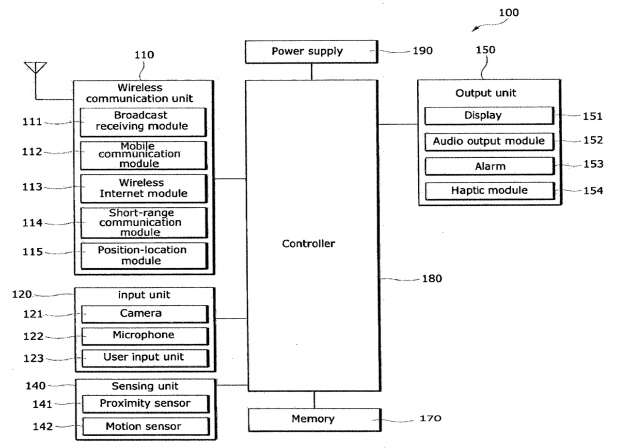 100
110
Wireless
communication unit
111
Broadcast
receiving module
112
Mobile
communication
module
113
Wireless
Internet module
114
Short-range
communication
module
115
Position-location
module
120
input unit
121
Camera
122
Microphone
123
User input unit
140
Sensing unit
141
Proximity sensor
142
Motion sensor
Power supply
190
Controller
180
Memory
170
150
Output unit
Display
151
Audio output module
152
Alarm
153
Haptic module
154